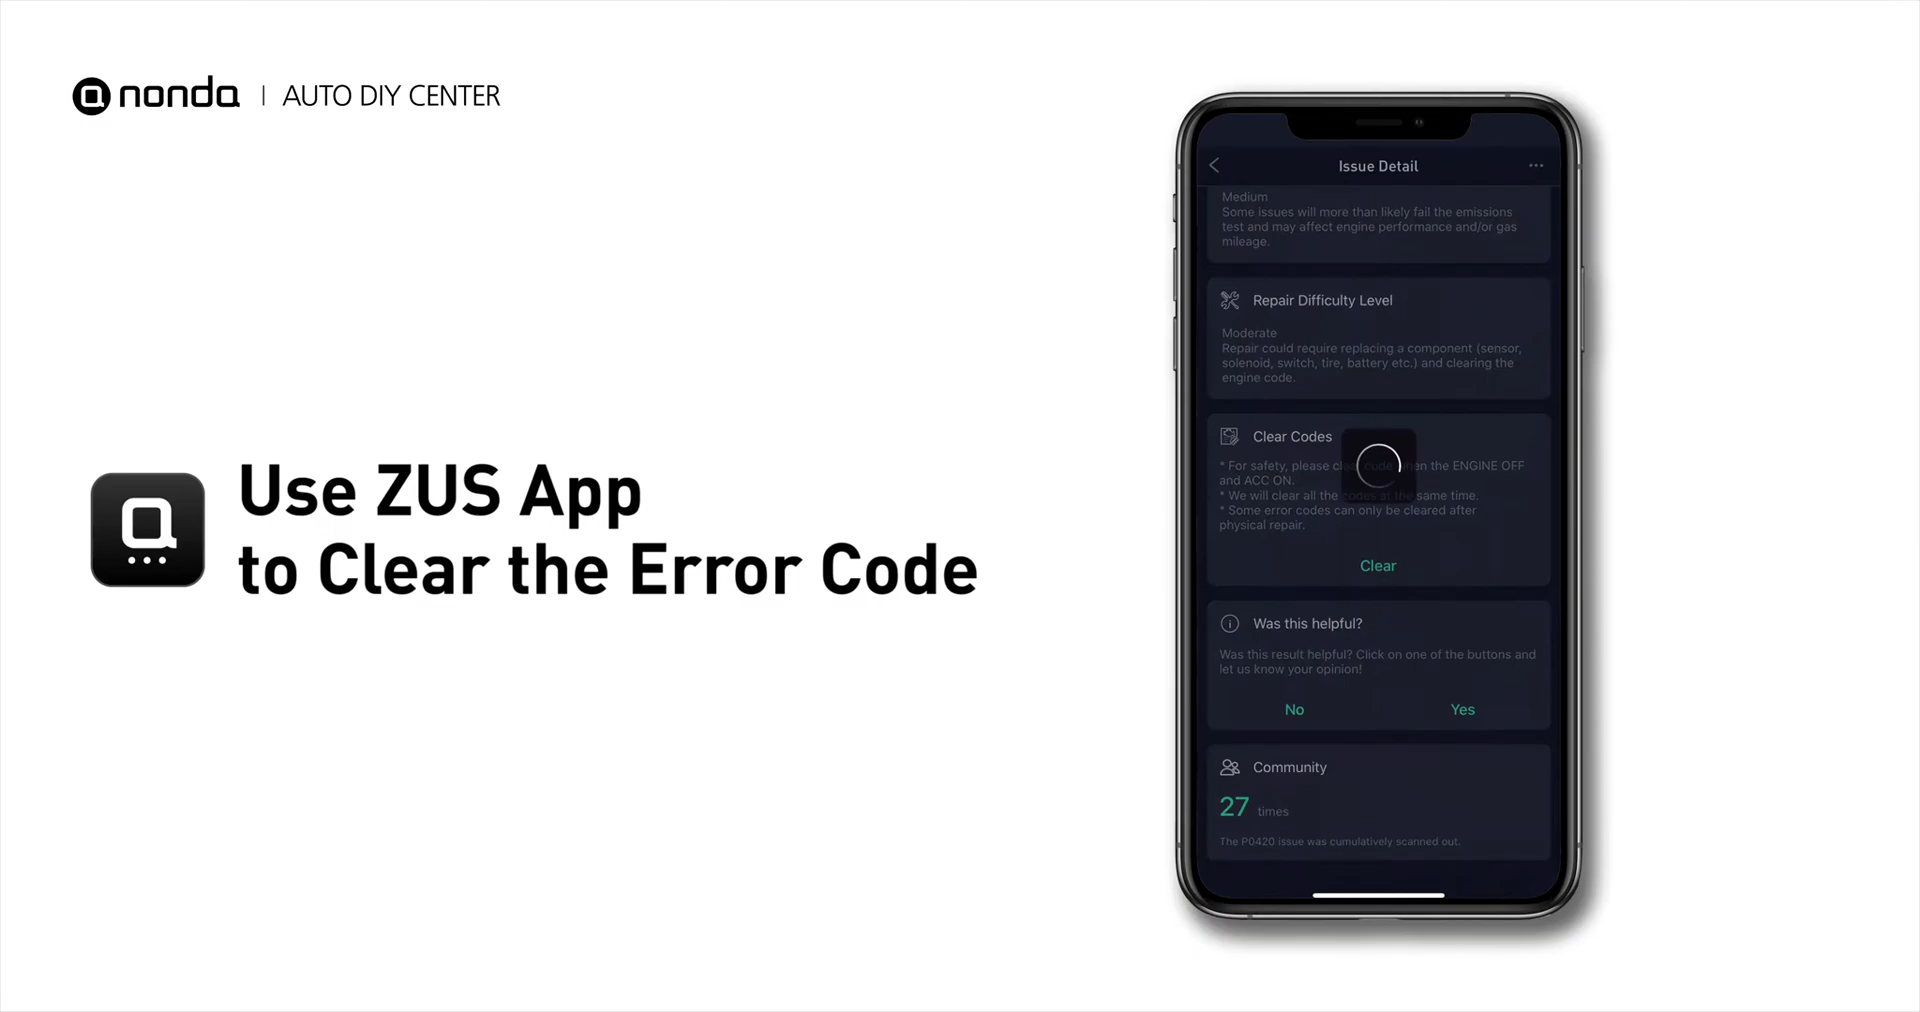 nonda | AUTO DIY CENTER
Use ZUS App
to Clear the Error Code
Issue Detail
Medium
Some issues will more than likely fail the emissions
test and may affect engine performance and/or gas
mileage.
Repair Difficulty Level
Moderate
Repair could require replacing a component (sensor,
solenoid, switch, tire, battery etc.) and clearing the
engine code.
Clear Codes
* For safety, please clear code when the ENGINE OFF
and ACC ON.
* We will clear all the codes at the same time.
* Some error codes can only be cleared after
physical repair.
Clear
Was this helpful?
Was this result helpful? Click on one of the buttons and
let us know your opinion!
No Yes
Community
27 times
The P0420 issue was cumulatively scanned out.